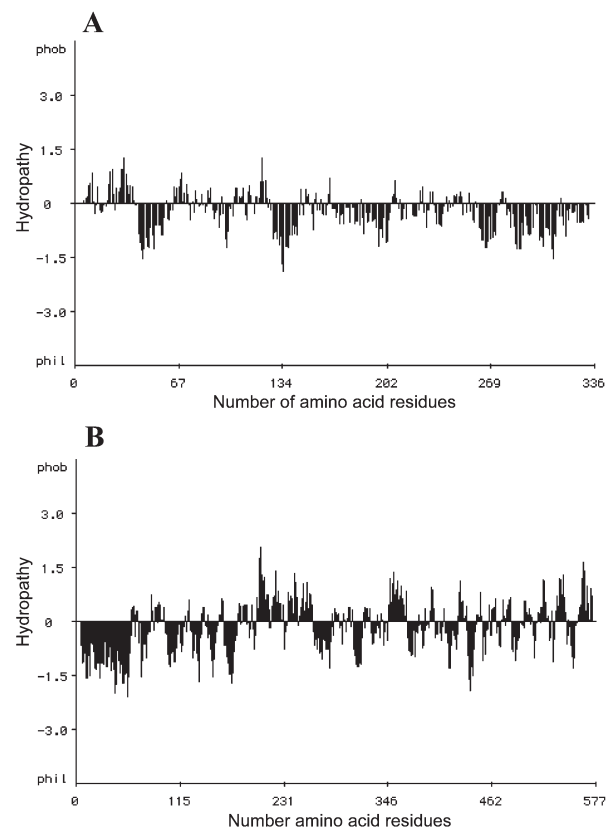 A
phob
3.0
1.5
0
-1.5
-3.0
phil
Hydropathy
0 67 134 202 269 336
Number of amino acid residues
B
phob
3.0
1.5
0
-1.5
-3.0
phil
Hydropathy
0 115 231 346 462 577
Number amino acid residues